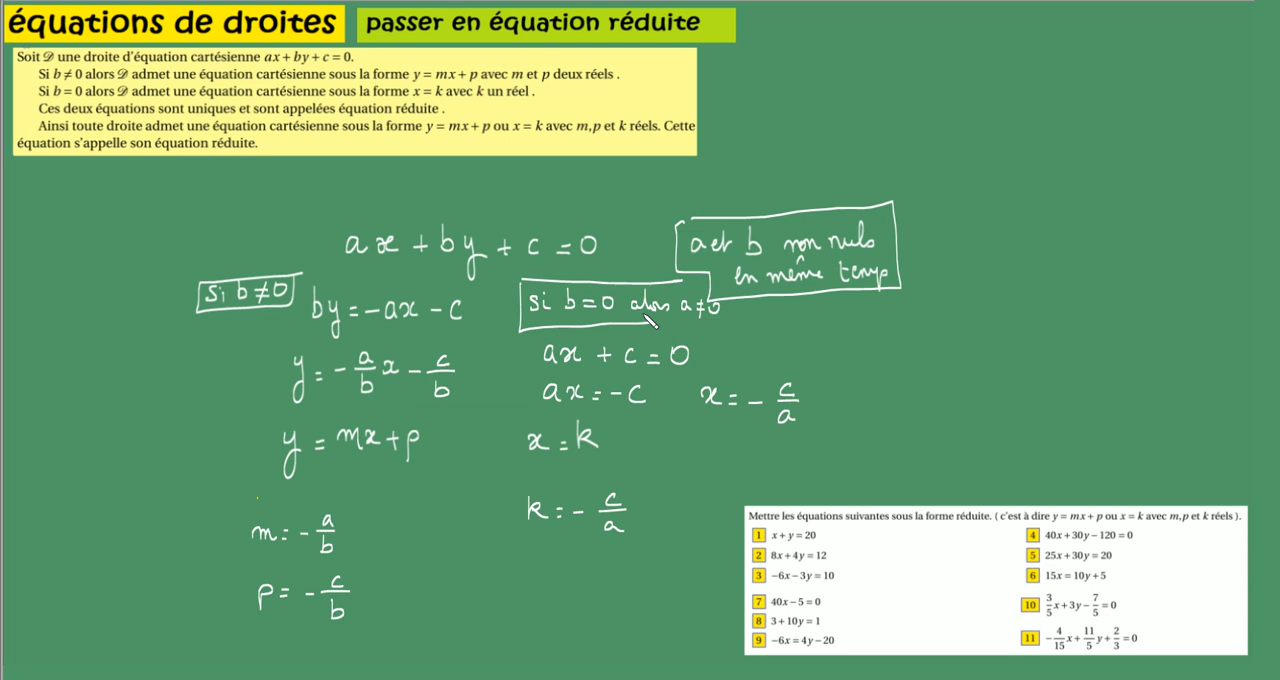 équations de droites
passer en équation réduite
Soit 𝒟 une droite d'équation cartésienne ax + by + c = 0.
Si b ≠ 0 alors 𝒟 admet une équation cartésienne sous la forme y = mx + p avec m et p deux réels .
Si b = 0 alors 𝒟 admet une équation cartésienne sous la forme x = k avec k un réel .
Ces deux équations sont uniques et sont appelées équation réduite .
Ainsi toute droite admet une équation cartésienne sous la forme y = mx + p ou x = k avec m,p et k réels. Cette
équation s'appelle son équation réduite.
ax + by + c = 0
a et b non nuls
en même temp
Si b ≠ 0
by = -ax - c
y = -a/b x - c/b
y = mx + p
m = -a/b
p = -c/b
Si b = 0 alors a ≠ 0
ax + c = 0
ax = -c
x = -c/a
x = k
k = -c/a
Mettre les équations suivantes sous la forme réduite. ( c'est à dire y = mx + p ou x = k avec m,p et k réels ).
1 x + y = 20
2 8x + 4y = 12
3 −6x − 3y = 10
4 40x + 30y − 120 = 0
5 25x + 30y = 20
6 15x = 10y + 5
7 40x − 5 = 0
8 3 + 10y = 1
9 −6x = 4y − 20
10 3/5 x + 3y − 7/5 = 0
11 −4/15 x + 11/5 y + 2/3 = 0